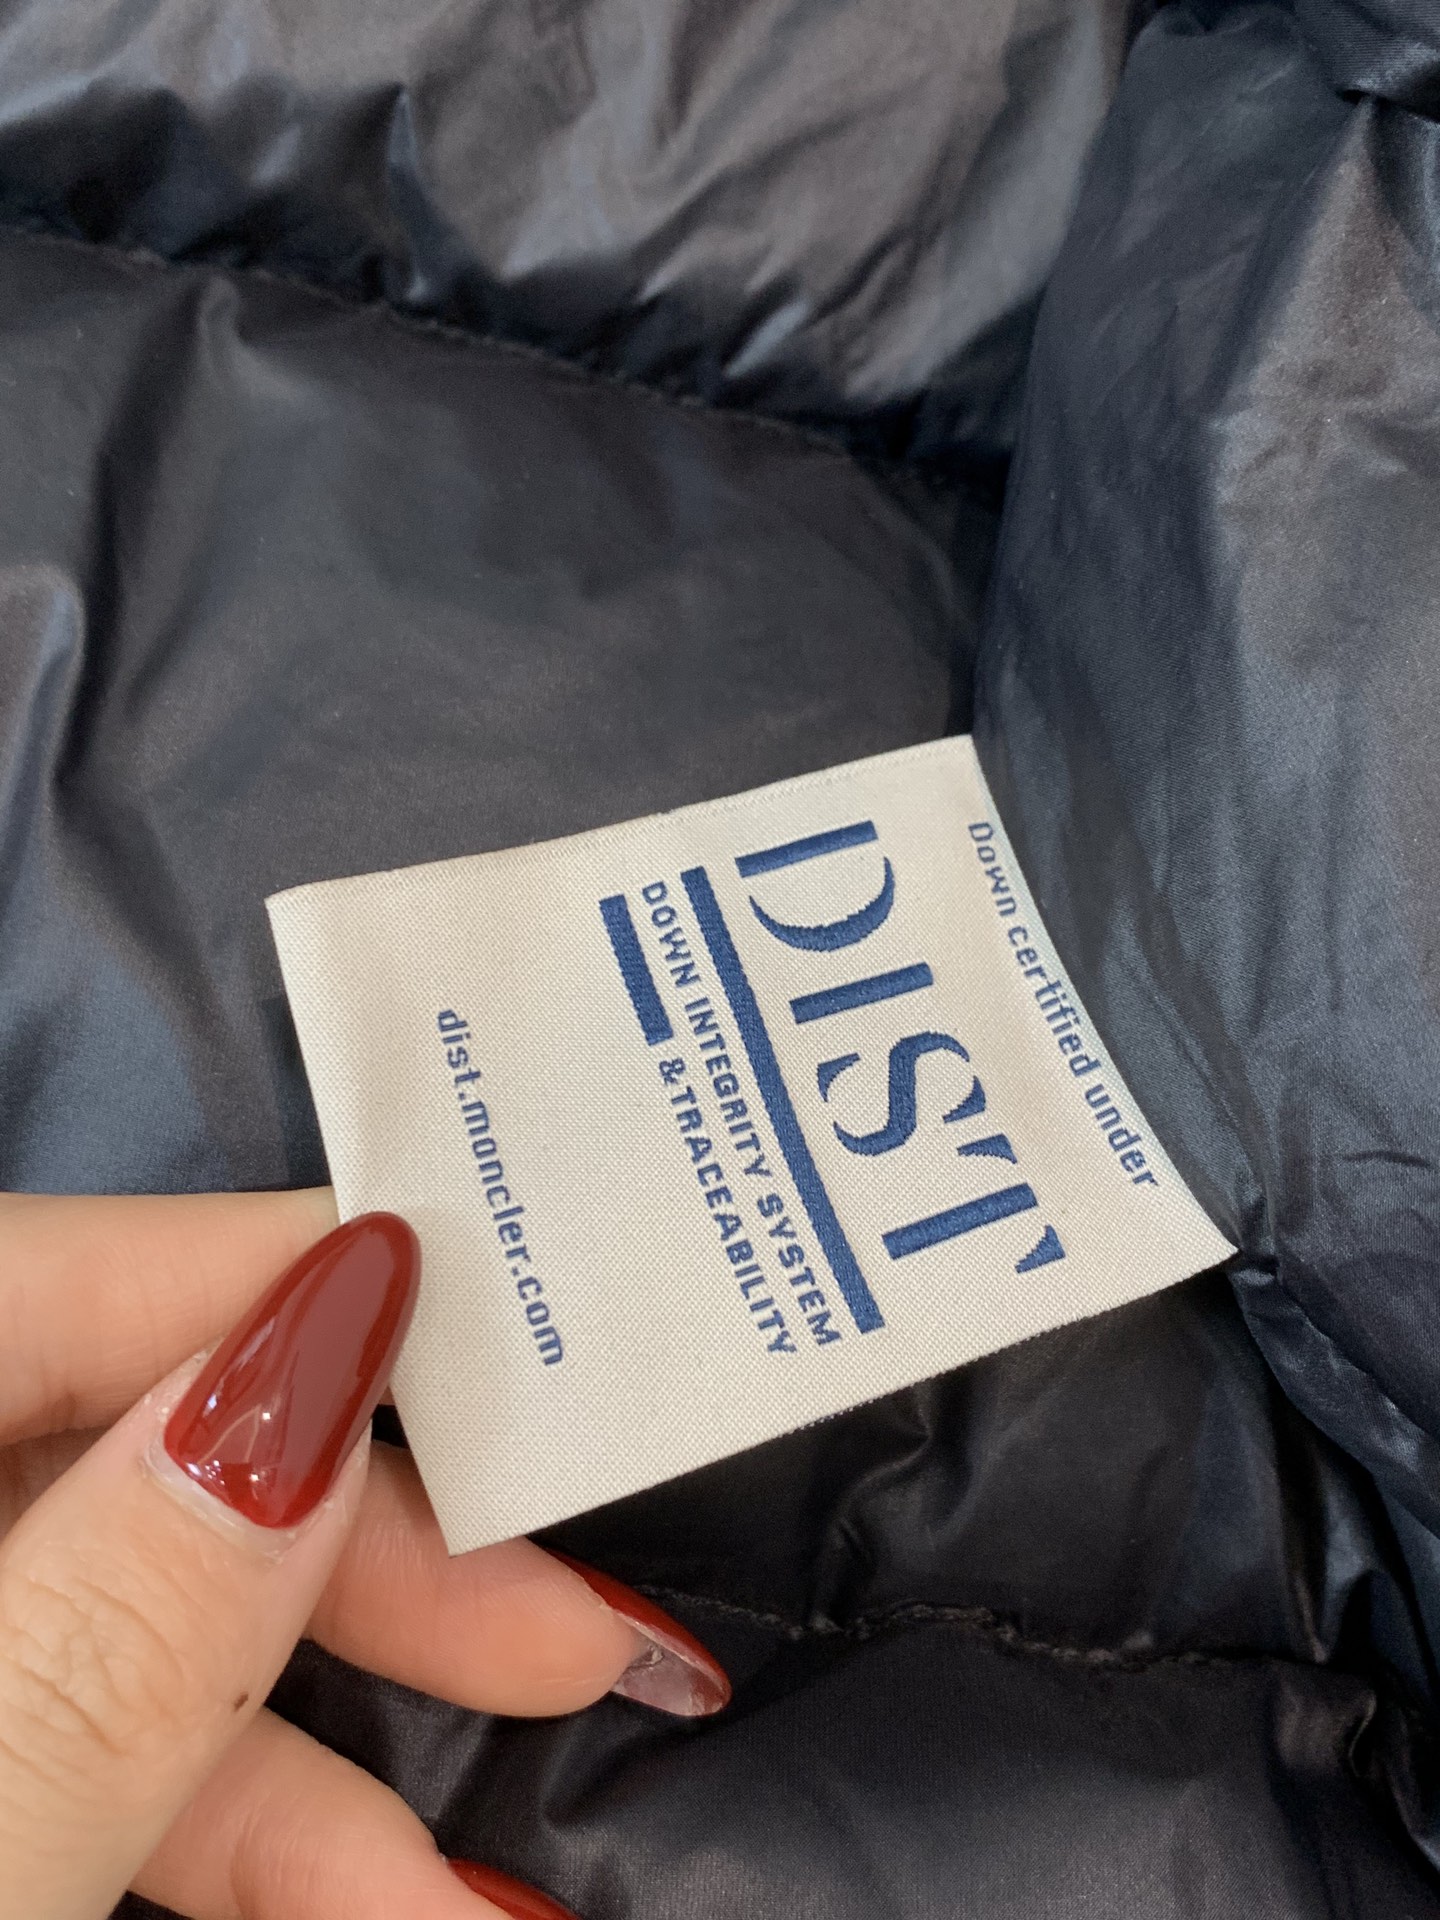 Down certified under
DIST
DOWN INTEGRITY SYSTEM
& TRACEABILITY
dist.moncler.com